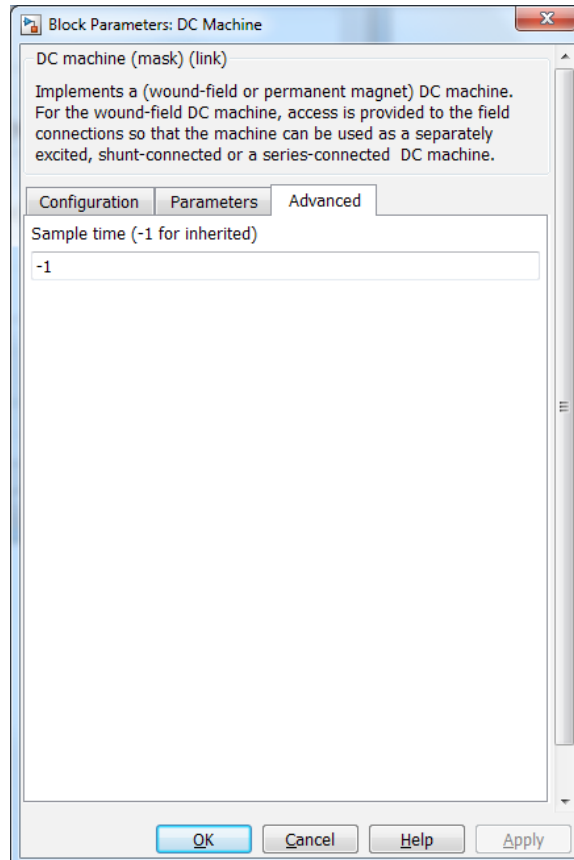 Block Parameters: DC Machine
DC machine (mask) (link)
Implements a (wound-field or permanent magnet) DC machine.
For the wound-field DC machine, access is provided to the field
connections so that the machine can be used as a separately
excited, shunt-connected or a series-connected  DC machine.
Configuration Parameters Advanced
Sample time (-1 for inherited)
-1
OK Cancel Help Apply